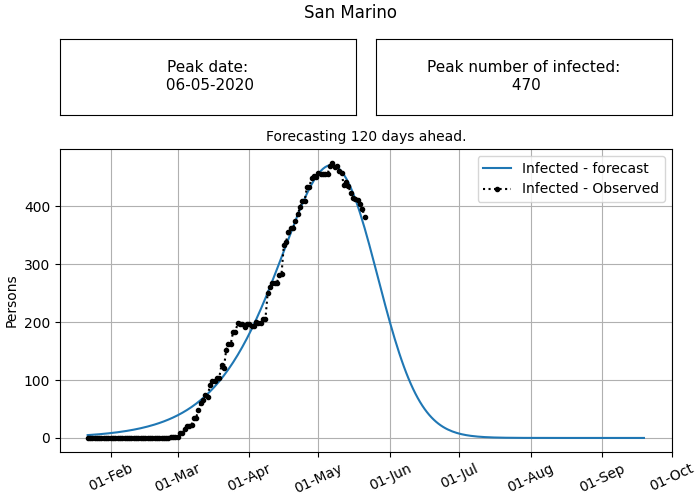 San Marino
Peak date:
06-05-2020
Peak number of infected:
470
Forecasting 120 days ahead.
Infected - forecast
Infected - Observed
Persons
400
300
200
100
0
01-Feb
01-Mar
01-Apr
01-May
01-Jun
01-Jul
01-Aug
01-Sep
01-Oct